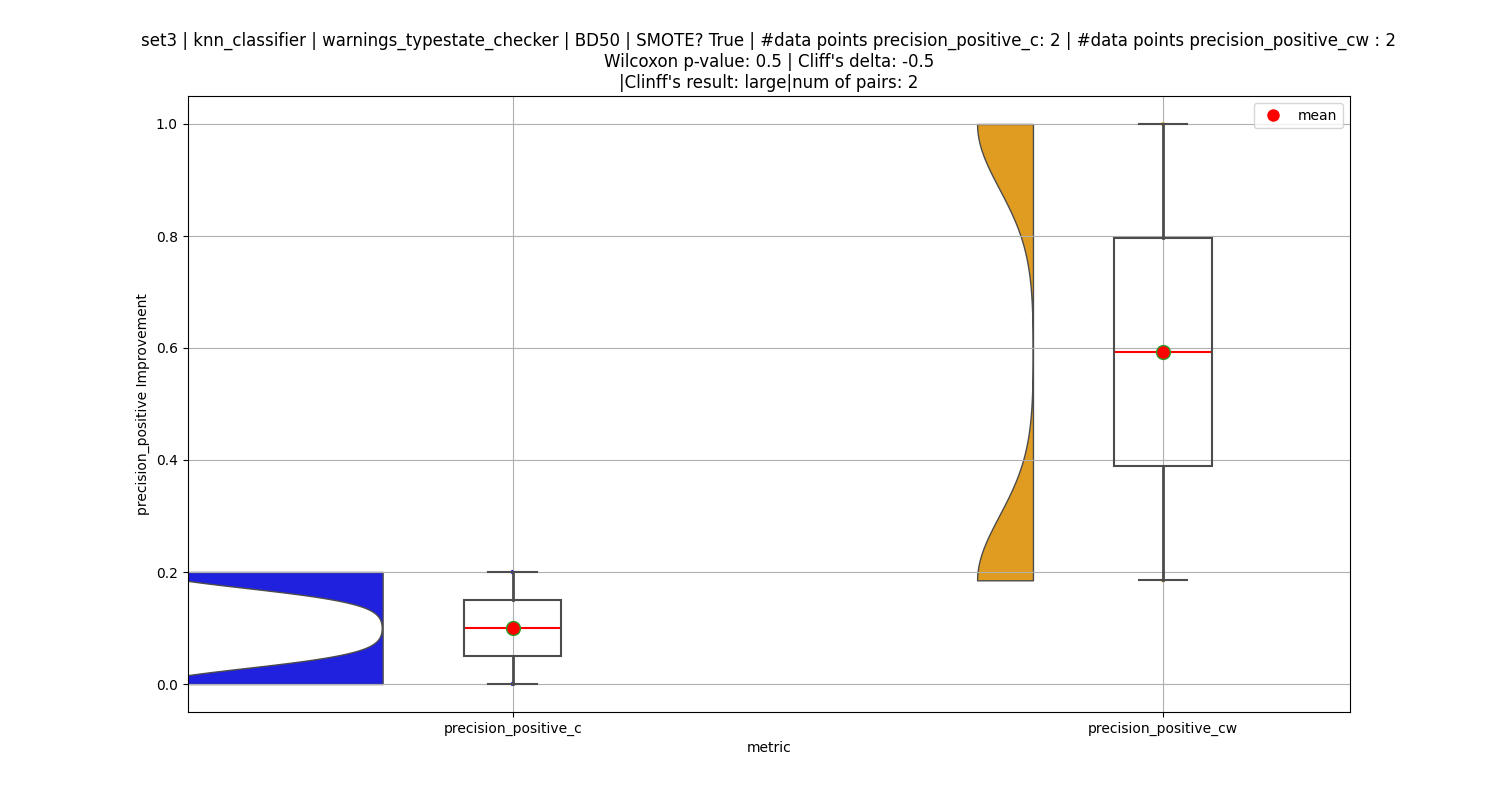 set3 | knn_classifier | warnings_typestate_checker | BD50 | SMOTE? True | #data points precision_positive_c: 2 | #data points precision_positive_cw : 2
Wilcoxon p-value: 0.5 | Cliff's delta: -0.5
|Clinff's result: large|num of pairs: 2
mean
1.0
0.8
0.6
0.4
0.2
0.0
precision_positive Improvement
precision_positive_c
precision_positive_cw
metric